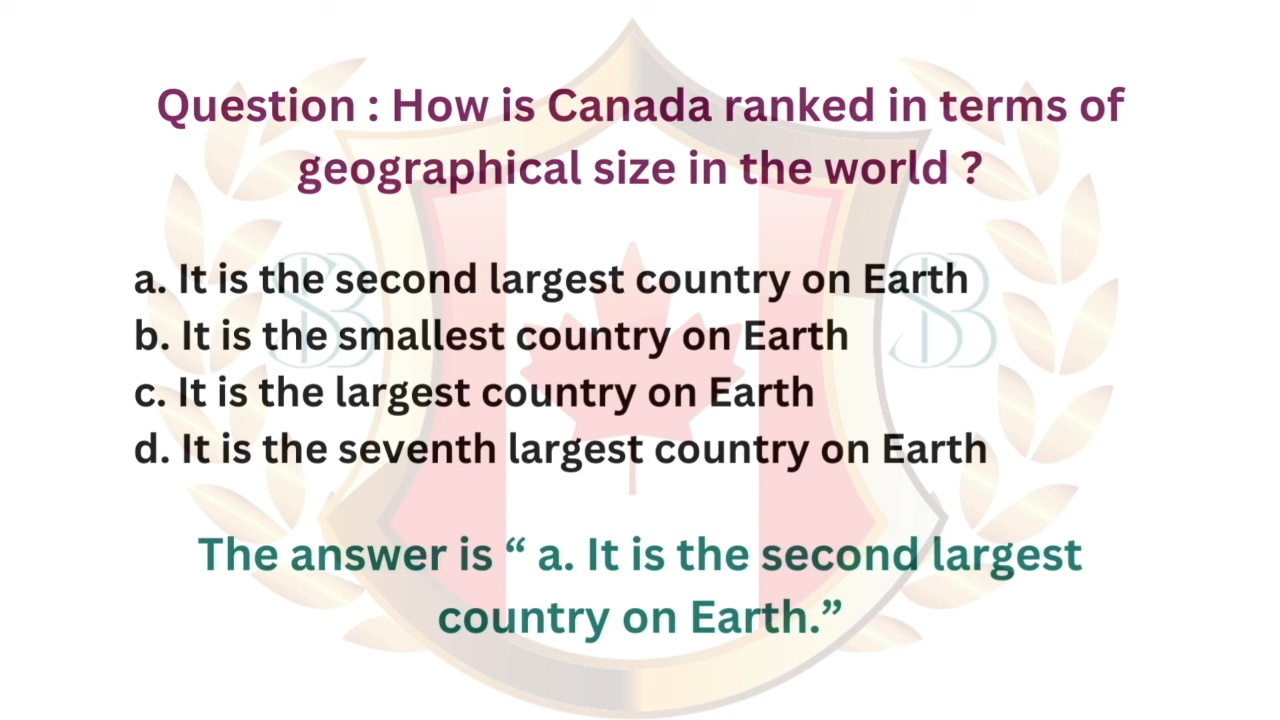 Question : How is Canada ranked in terms of
geographical size in the world ?
a. It is the second largest country on Earth
b. It is the smallest country on Earth
c. It is the largest country on Earth
d. It is the seventh largest country on Earth
The answer is “ a. It is the second largest
country on Earth.”